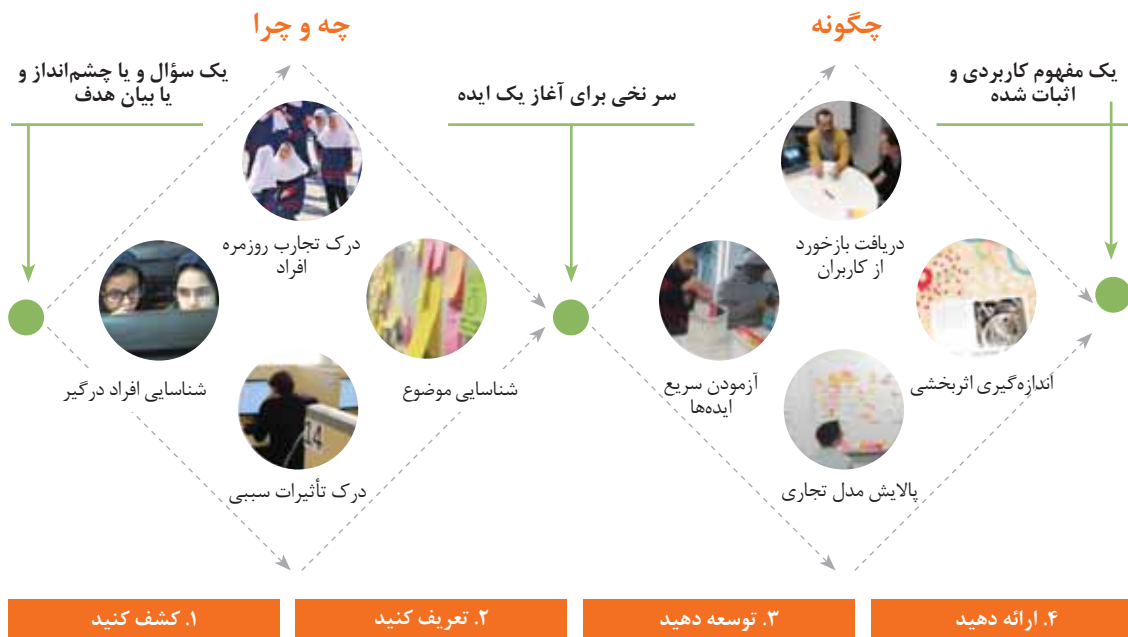 چه و چرا
چگونه
یک سؤال و یا چشم‌انداز و
یا بیان هدف
سر نخی برای آغاز یک ایده
یک مفهوم کاربردی و
اثبات شده
درک تجارب روزمره
افراد
شناسایی افراد درگیر
شناسایی موضوع
14
درک تأثیرات سببی
دریافت بازخورد
از کاربران
آزمودن سریع
ایده‌ها
اندازه‌گیری اثربخشی
پالایش مدل تجاری
۱. کشف کنید
۲. تعریف کنید
۳. توسعه دهید
۴. ارائه دهید